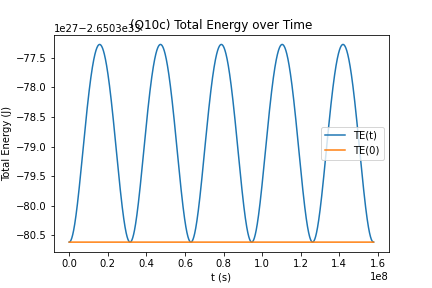 1e27−2.6503e33
(Q10c) Total Energy over Time
Total Energy (J)
−77.5
−78.0
−78.5
−79.0
−79.5
−80.0
−80.5
TE(t)
TE(0)
0.0 0.2 0.4 0.6 0.8 1.0 1.2 1.4 1.6
1e8
t (s)